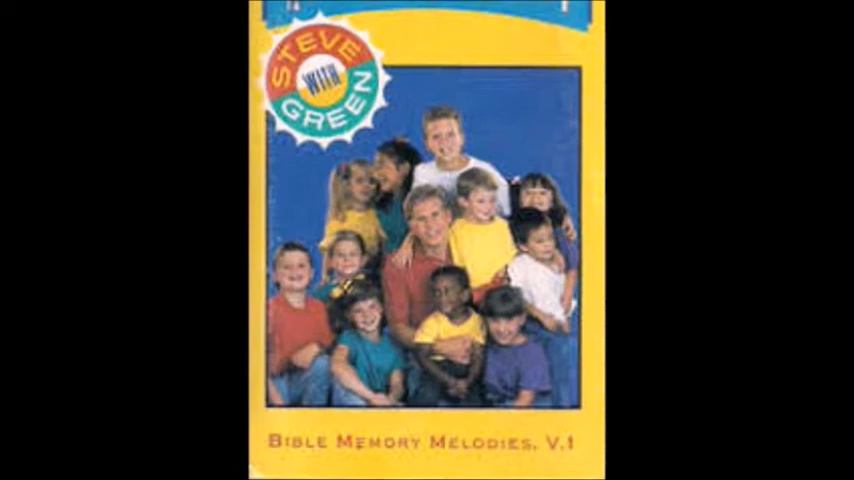 STEVE
WITH
GREEN
BIBLE MEMORY MELODIES, V.1